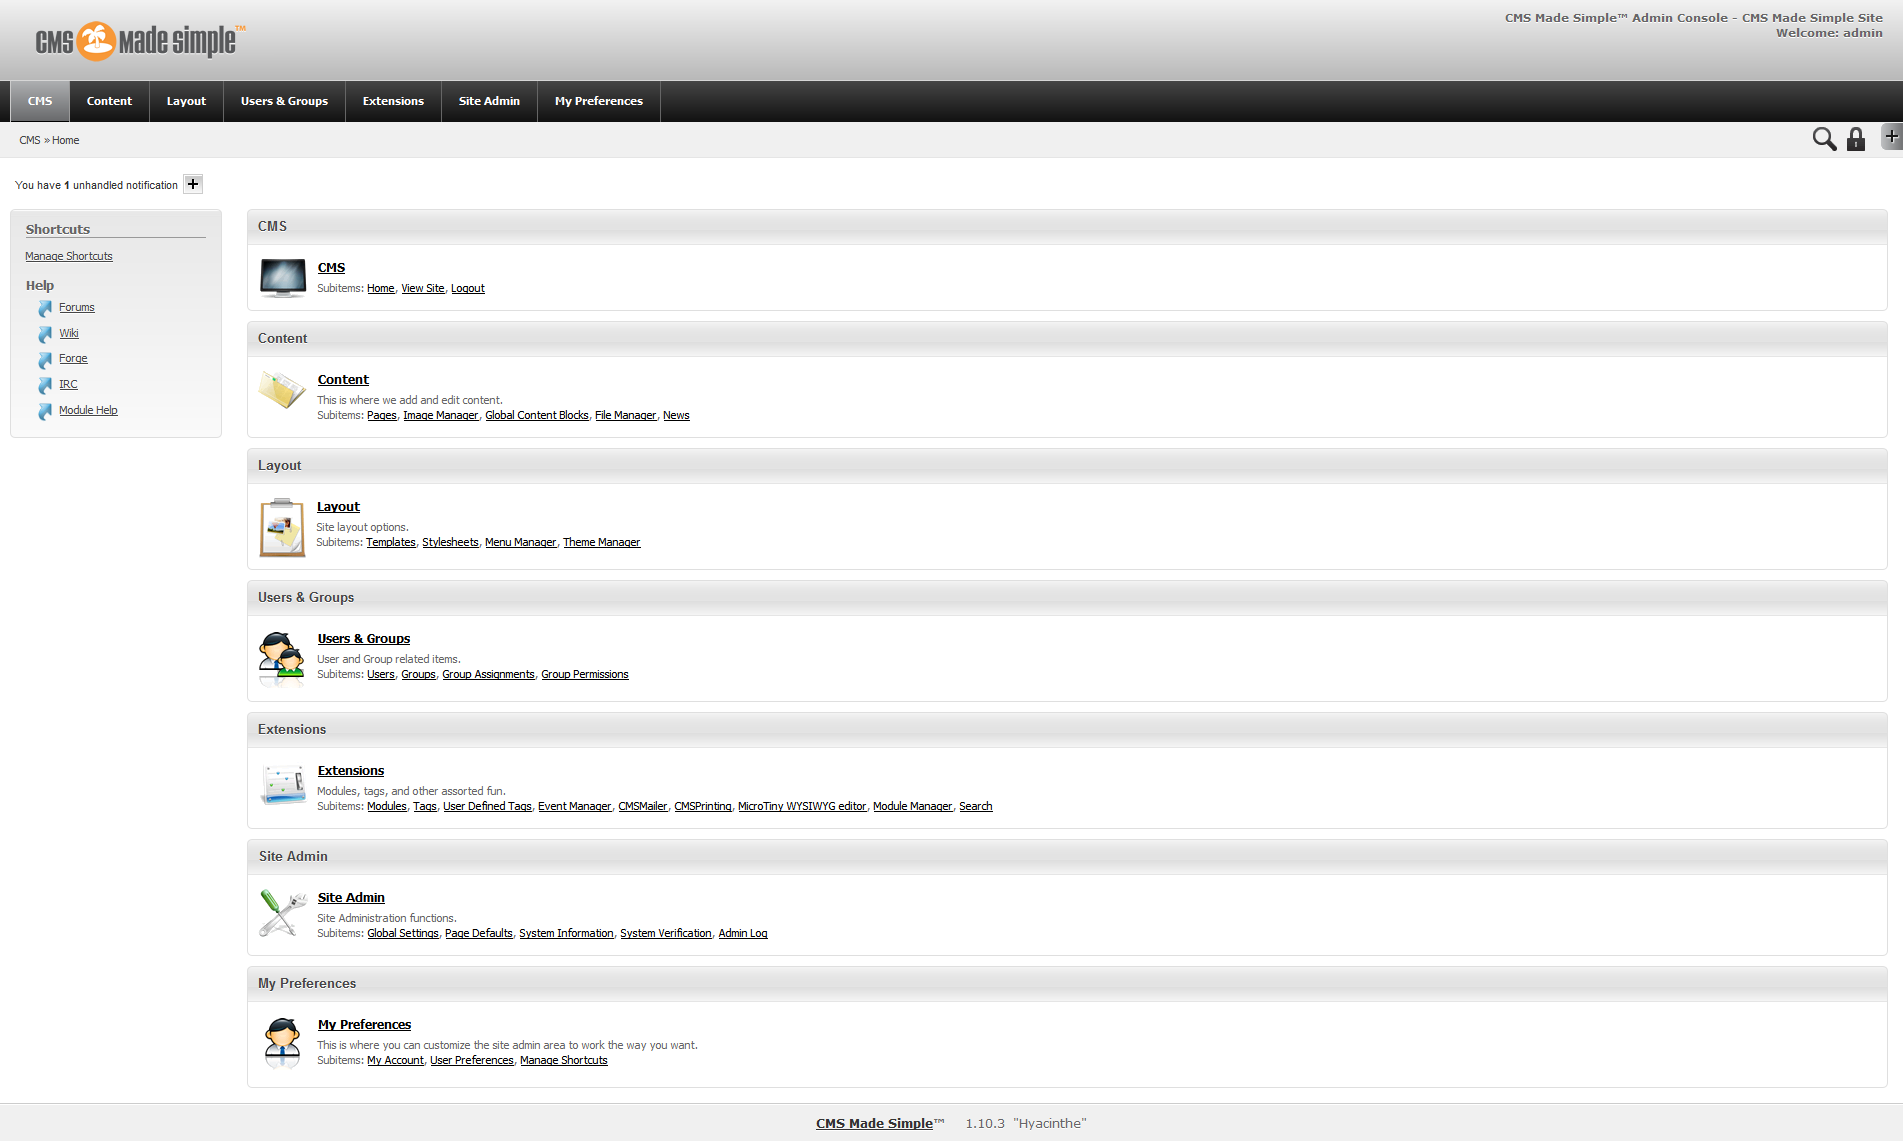 CMS Made Simple™
CMS Made Simple™ Admin Console - CMS Made Simple Site
Welcome: admin
CMS Content Layout Users & Groups Extensions Site Admin My Preferences
CMS » Home
You have 1 unhandled notification
Shortcuts
Manage Shortcuts
Help
Forums
Wiki
Forge
IRC
Module Help
CMS
CMS
Subitems: Home, View Site, Logout
Content
Content
This is where we add and edit content.
Subitems: Pages, Image Manager, Global Content Blocks, File Manager, News
Layout
Layout
Site layout options.
Subitems: Templates, Stylesheets, Menu Manager, Theme Manager
Users & Groups
Users & Groups
User and Group related items.
Subitems: Users, Groups, Group Assignments, Group Permissions
Extensions
Extensions
Modules, tags, and other assorted fun.
Subitems: Modules, Tags, User Defined Tags, Event Manager, CMSMailer, CMSPrinting, MicroTiny WYSIWYG editor, Module Manager, Search
Site Admin
Site Admin
Site Administration functions.
Subitems: Global Settings, Page Defaults, System Information, System Verification, Admin Log
My Preferences
My Preferences
This is where you can customize the site admin area to work the way you want.
Subitems: My Account, User Preferences, Manage Shortcuts
CMS Made Simple™ 1.10.3 "Hyacinthe"